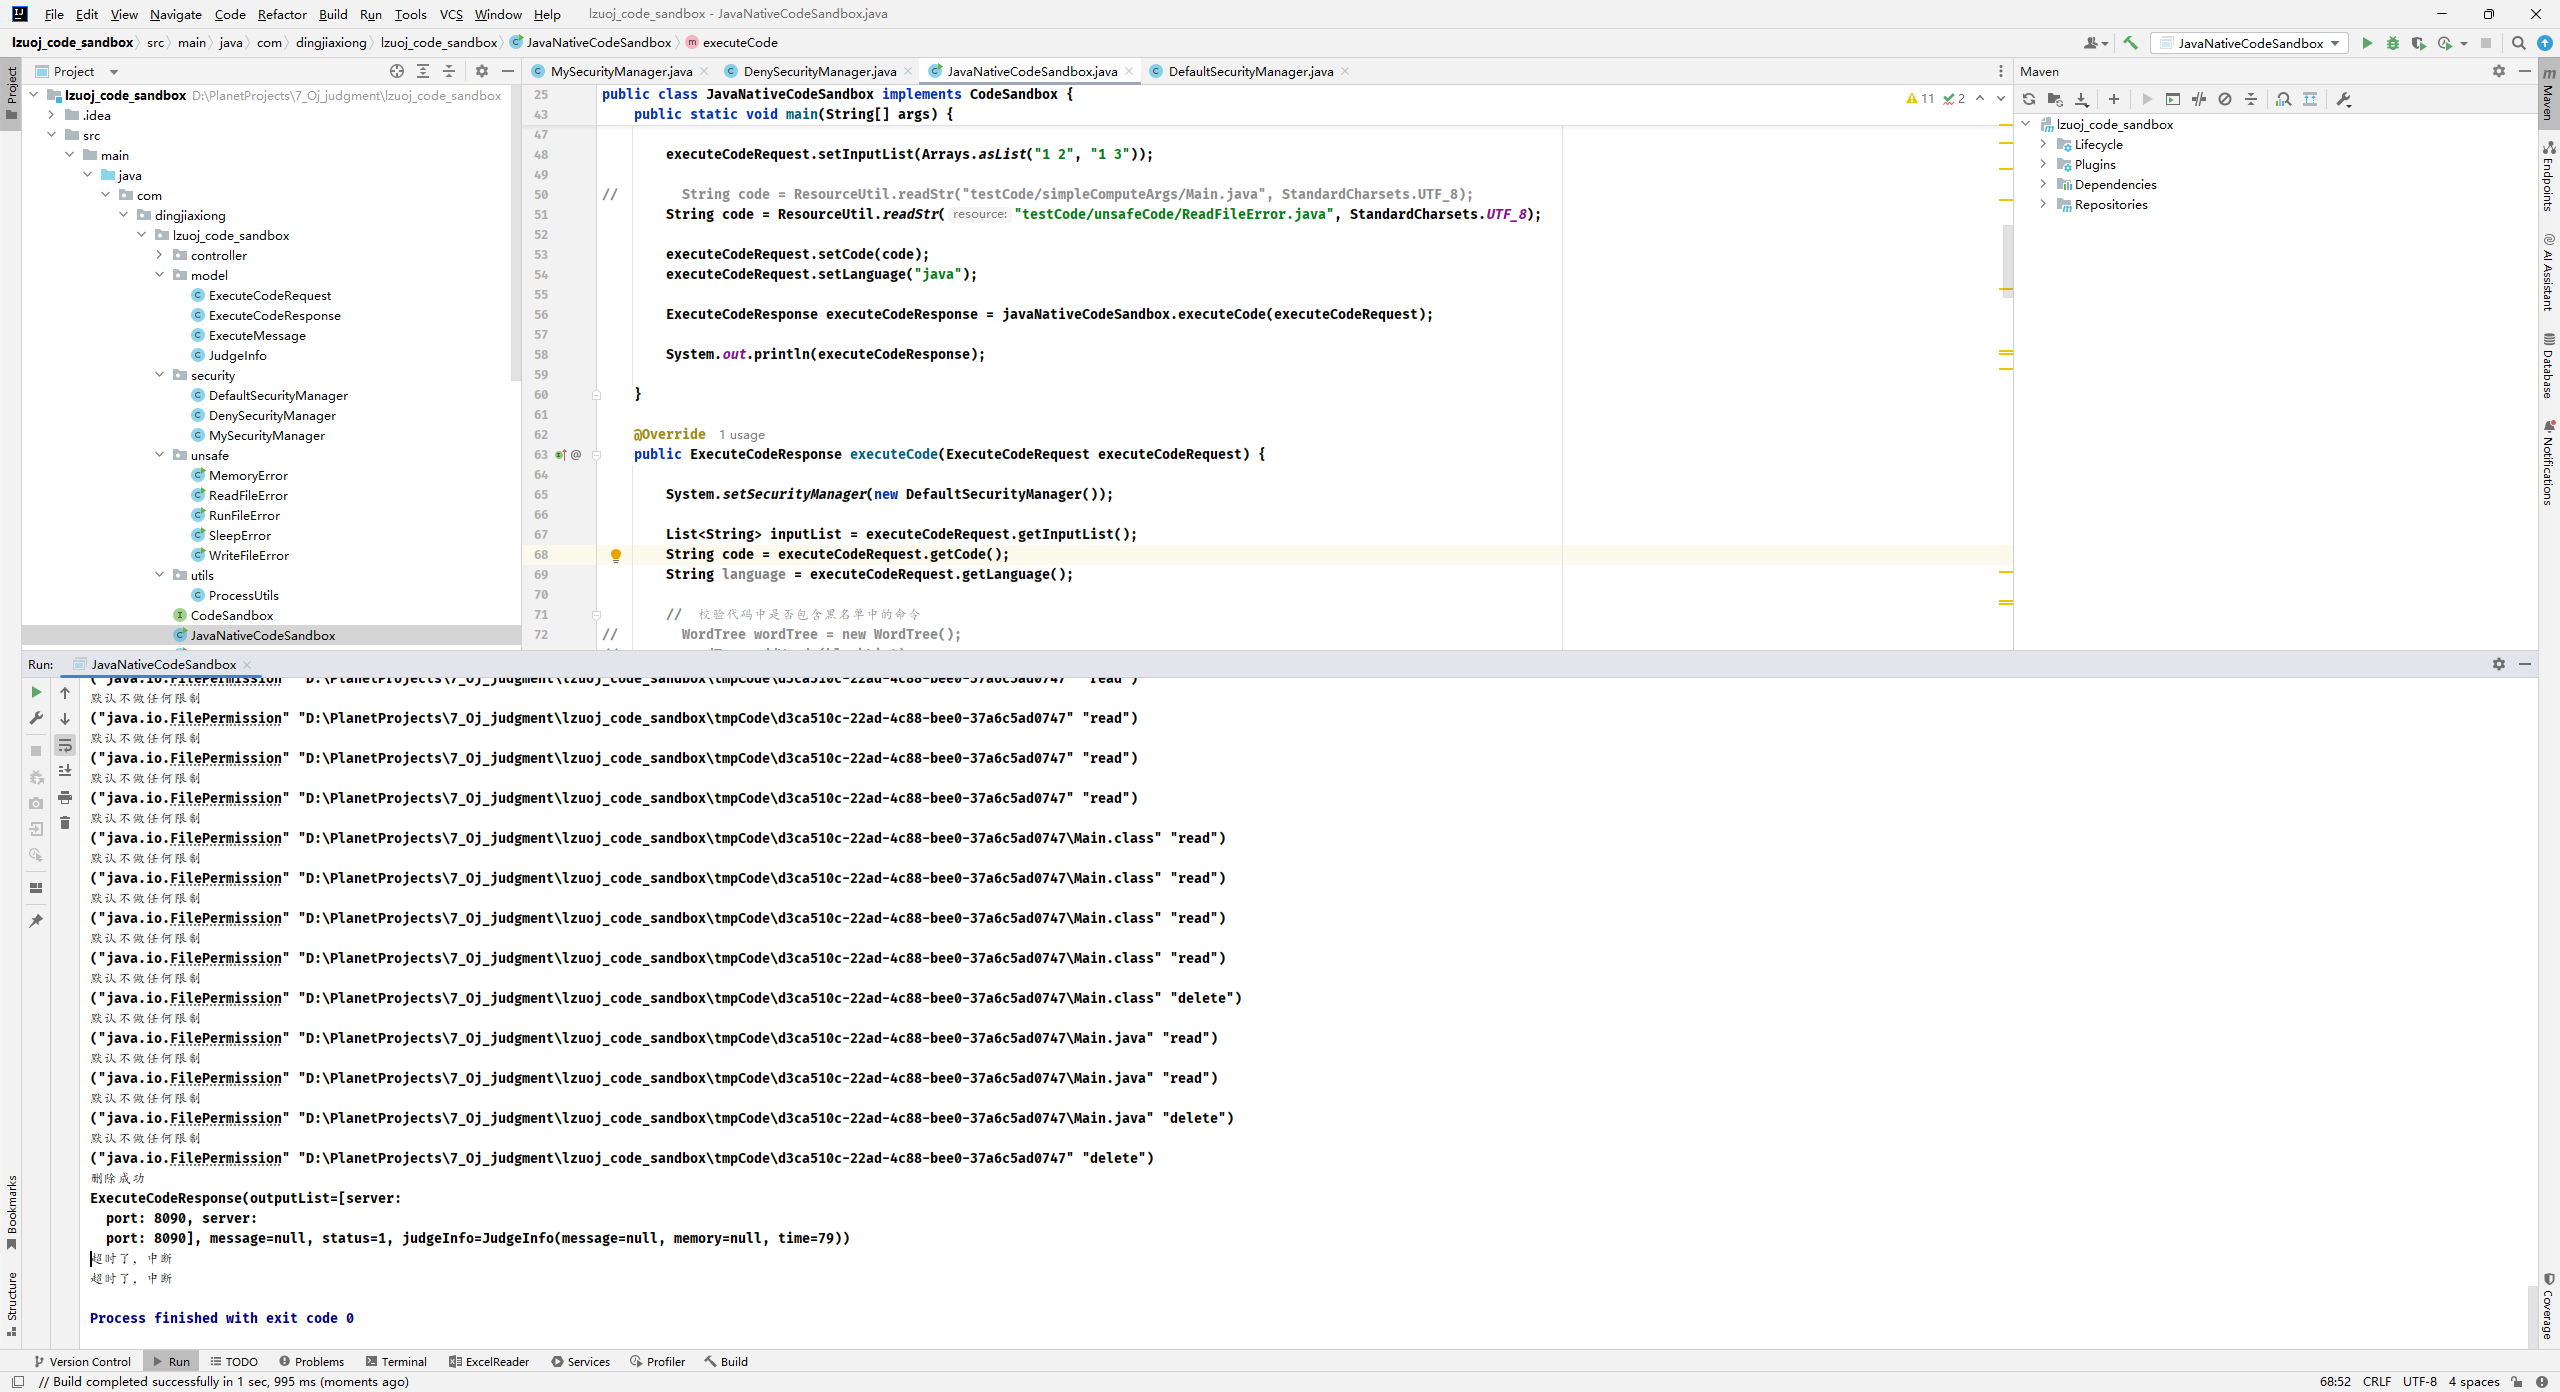 File Edit View Navigate Code Refactor Build Run Tools VCS Window Help lzuoj_code_sandbox - JavaNativeCodeSandbox.java
lzuoj_code_sandbox src main java com dingjiaxiong lzuoj_code_sandbox JavaNativeCodeSandbox executeCode JavaNativeCodeSandbox
Project
lzuoj_code_sandbox D:\PlanetProjects\7_Oj_judgment\lzuoj_code_sandbox
.idea
src
main
java
com
dingjiaxiong
lzuoj_code_sandbox
controller
model
ExecuteCodeRequest
ExecuteCodeResponse
ExecuteMessage
JudgeInfo
security
DefaultSecurityManager
DenySecurityManager
MySecurityManager
unsafe
MemoryError
ReadFileError
RunFileError
SleepError
WriteFileError
utils
ProcessUtils
CodeSandbox
JavaNativeCodeSandbox
MySecurityManager.java DenySecurityManager.java JavaNativeCodeSandbox.java DefaultSecurityManager.java
11 2
25 public class JavaNativeCodeSandbox implements CodeSandbox {
43 public static void main(String[] args) {
47
48 executeCodeRequest.setInputList(Arrays.asList("1 2", "1 3"));
49
50 // String code = ResourceUtil.readStr("testCode/simpleComputeArgs/Main.java", StandardCharsets.UTF_8);
51 String code = ResourceUtil.readStr( resource: "testCode/unsafeCode/ReadFileError.java", StandardCharsets.UTF_8);
52
53 executeCodeRequest.setCode(code);
54 executeCodeRequest.setLanguage("java");
55
56 ExecuteCodeResponse executeCodeResponse = javaNativeCodeSandbox.executeCode(executeCodeRequest);
57
58 System.out.println(executeCodeResponse);
59
60 }
61
62 @Override 1 usage
63 public ExecuteCodeResponse executeCode(ExecuteCodeRequest executeCodeRequest) {
64
65 System.setSecurityManager(new DefaultSecurityManager());
66
67 List<String> inputList = executeCodeRequest.getInputList();
68 String code = executeCodeRequest.getCode();
69 String language = executeCodeRequest.getLanguage();
70
71 // 校验代码中是否包含黑名单中的命令
72 // WordTree wordTree = new WordTree();
Maven
lzuoj_code_sandbox
Lifecycle
Plugins
Dependencies
Repositories
Project
Bookmarks
Structure
Maven
Endpoints
AI Assistant
Database
Notifications
Coverage
Run: JavaNativeCodeSandbox
("java.io.FilePermission" "D:\PlanetProjects\7_Oj_judgment\lzuoj_code_sandbox\tmpCode\d3ca510c-22ad-4c88-bee0-37a6c5ad0747" "read")
默认不做任何限制
("java.io.FilePermission" "D:\PlanetProjects\7_Oj_judgment\lzuoj_code_sandbox\tmpCode\d3ca510c-22ad-4c88-bee0-37a6c5ad0747" "read")
默认不做任何限制
("java.io.FilePermission" "D:\PlanetProjects\7_Oj_judgment\lzuoj_code_sandbox\tmpCode\d3ca510c-22ad-4c88-bee0-37a6c5ad0747" "read")
默认不做任何限制
("java.io.FilePermission" "D:\PlanetProjects\7_Oj_judgment\lzuoj_code_sandbox\tmpCode\d3ca510c-22ad-4c88-bee0-37a6c5ad0747" "read")
默认不做任何限制
("java.io.FilePermission" "D:\PlanetProjects\7_Oj_judgment\lzuoj_code_sandbox\tmpCode\d3ca510c-22ad-4c88-bee0-37a6c5ad0747\Main.class" "read")
默认不做任何限制
("java.io.FilePermission" "D:\PlanetProjects\7_Oj_judgment\lzuoj_code_sandbox\tmpCode\d3ca510c-22ad-4c88-bee0-37a6c5ad0747\Main.class" "read")
默认不做任何限制
("java.io.FilePermission" "D:\PlanetProjects\7_Oj_judgment\lzuoj_code_sandbox\tmpCode\d3ca510c-22ad-4c88-bee0-37a6c5ad0747\Main.class" "read")
默认不做任何限制
("java.io.FilePermission" "D:\PlanetProjects\7_Oj_judgment\lzuoj_code_sandbox\tmpCode\d3ca510c-22ad-4c88-bee0-37a6c5ad0747\Main.class" "read")
默认不做任何限制
("java.io.FilePermission" "D:\PlanetProjects\7_Oj_judgment\lzuoj_code_sandbox\tmpCode\d3ca510c-22ad-4c88-bee0-37a6c5ad0747\Main.class" "delete")
默认不做任何限制
("java.io.FilePermission" "D:\PlanetProjects\7_Oj_judgment\lzuoj_code_sandbox\tmpCode\d3ca510c-22ad-4c88-bee0-37a6c5ad0747\Main.java" "read")
默认不做任何限制
("java.io.FilePermission" "D:\PlanetProjects\7_Oj_judgment\lzuoj_code_sandbox\tmpCode\d3ca510c-22ad-4c88-bee0-37a6c5ad0747\Main.java" "read")
默认不做任何限制
("java.io.FilePermission" "D:\PlanetProjects\7_Oj_judgment\lzuoj_code_sandbox\tmpCode\d3ca510c-22ad-4c88-bee0-37a6c5ad0747\Main.java" "delete")
默认不做任何限制
("java.io.FilePermission" "D:\PlanetProjects\7_Oj_judgment\lzuoj_code_sandbox\tmpCode\d3ca510c-22ad-4c88-bee0-37a6c5ad0747" "delete")
删除成功
ExecuteCodeResponse(outputList=[server:
port: 8090, server:
port: 8090], message=null, status=1, judgeInfo=JudgeInfo(message=null, memory=null, time=79))
超时了，中断
超时了，中断
Process finished with exit code 0
Version Control Run TODO Problems Terminal ExcelReader Services Profiler Build
// Build completed successfully in 1 sec, 995 ms (moments ago) 68:52 CRLF UTF-8 4 spaces